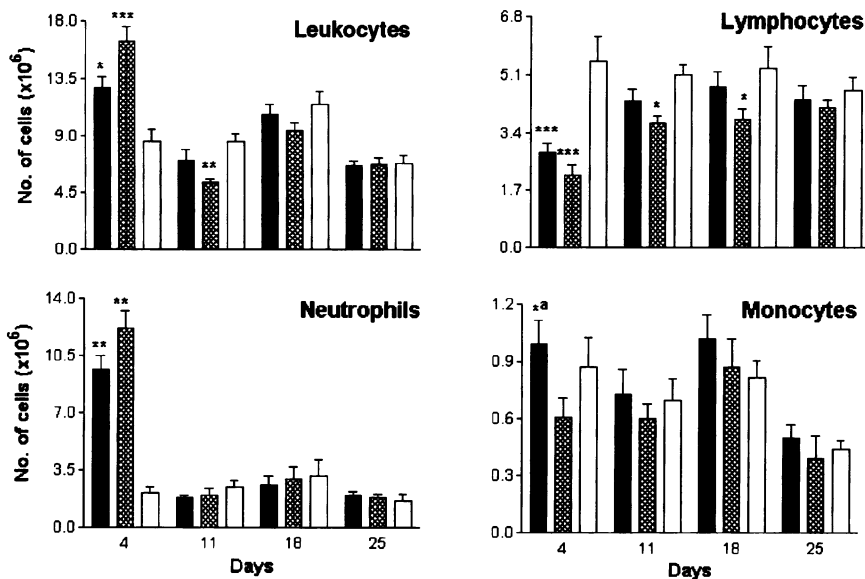 Leukocytes
No. of cells (x10⁶)
18.0
13.5
9.0
4.5
0.0
*
***
**
Lymphocytes
6.8
5.1
3.4
1.7
0.0
***
***
*
*
Neutrophils
No. of cells (x10⁶)
14.0
10.5
7.0
3.5
0.0
**
**
4 11 18 25
Days
Monocytes
1.2
0.9
0.6
0.3
0.0
*a
4 11 18 25
Days